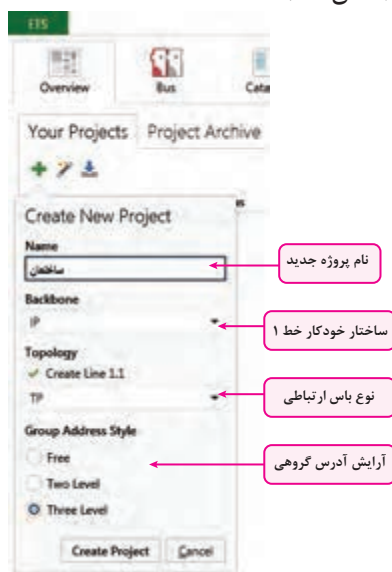 ETS
Overview Bus Cata
Your Projects Project Archive
Create New Project
Name
ساختمان
نام پروژه جدید
Backbone
IP
ساختار خودکار خط ۱
Topology
Create Line 1.1
TP
نوع باس ارتباطی
Group Address Style
Free
آرایش آدرس گروهی
Two Level
Three Level
Create Project Cancel